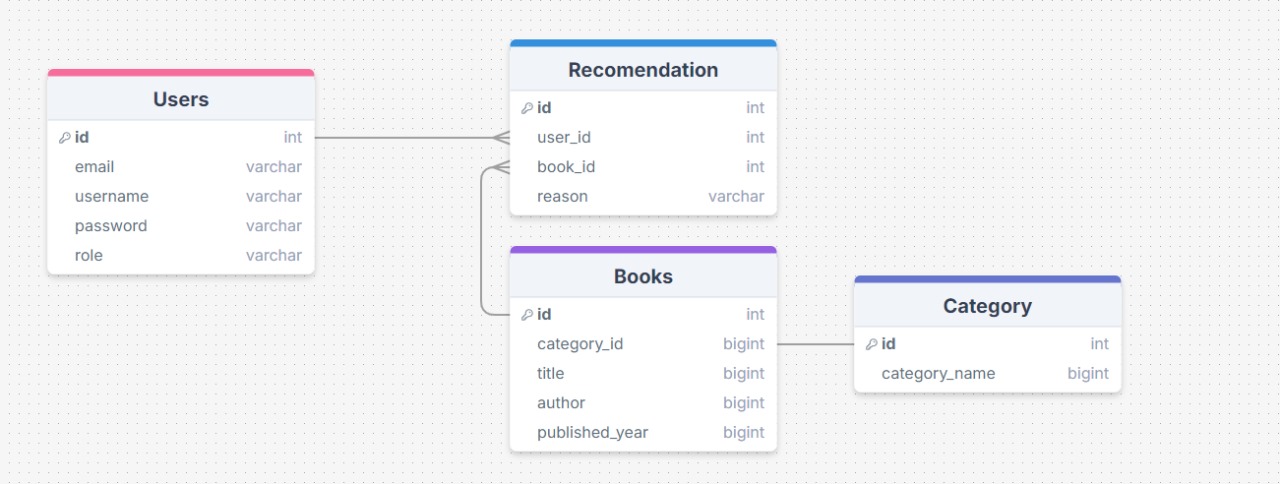 Users
id int
email varchar
username varchar
password varchar
role varchar
Recomendation
id int
user_id int
book_id int
reason varchar
Books
id int
category_id bigint
title bigint
author bigint
published_year bigint
Category
id int
category_name bigint